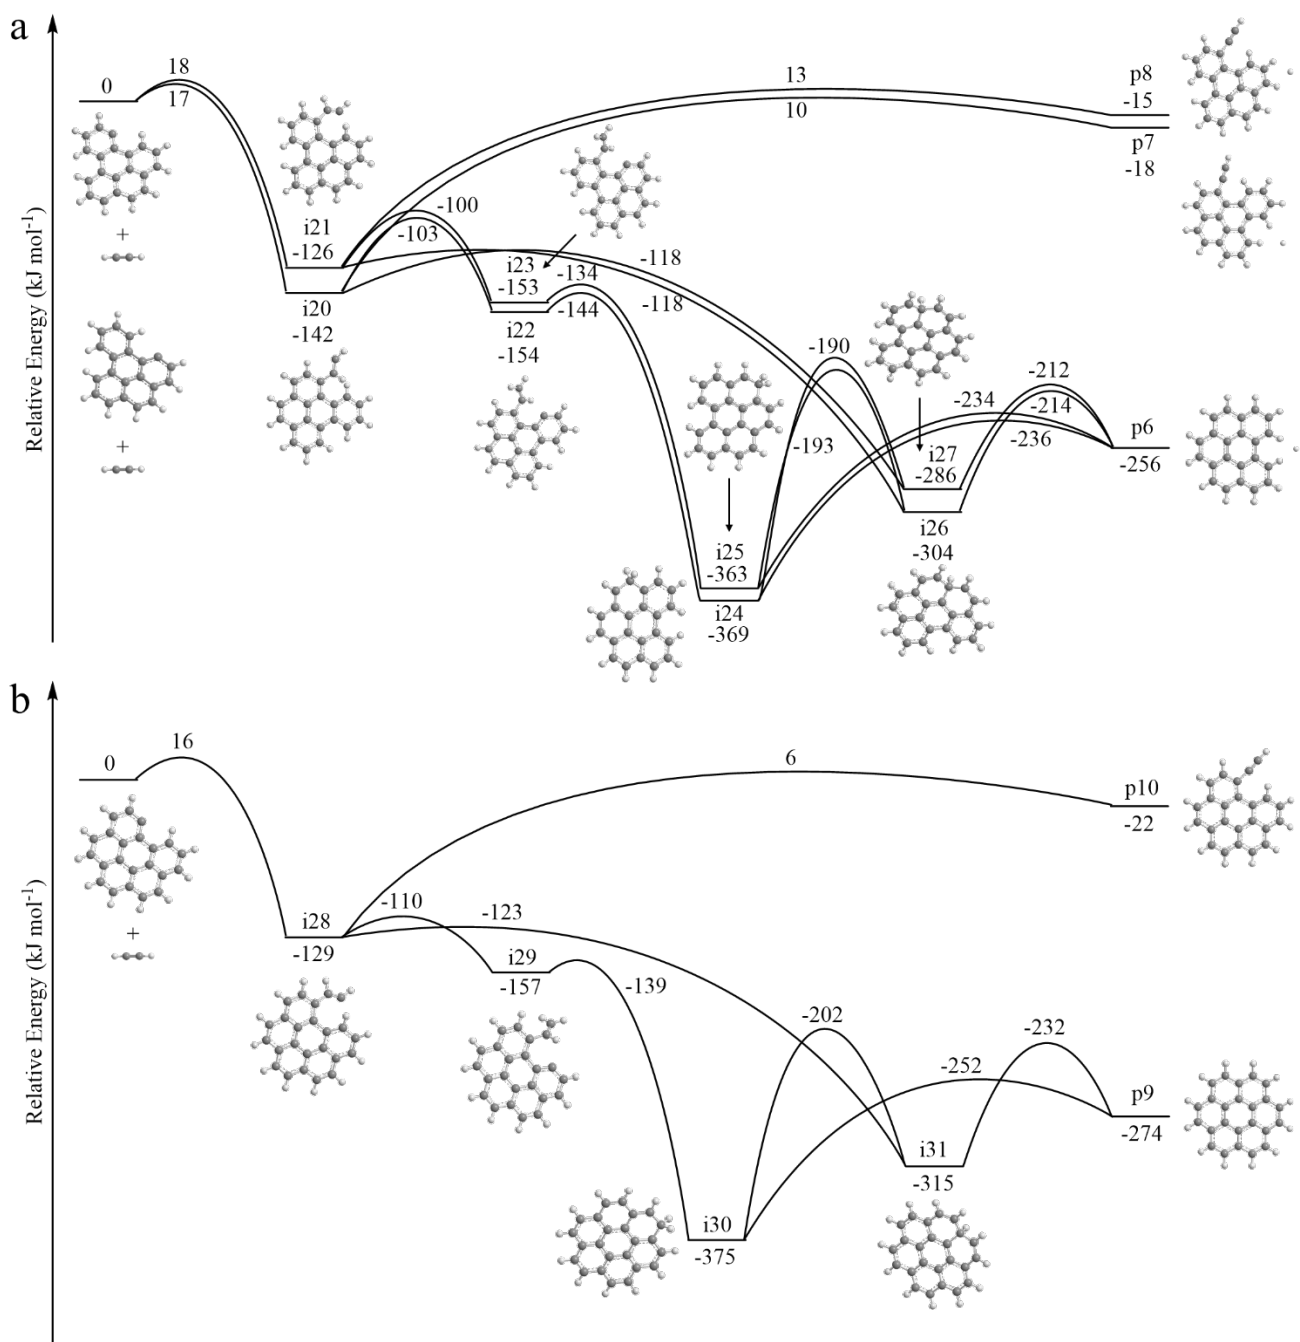 a
Relative Energy (kJ mol⁻¹)
0
+
+
18
17
i21
-126
i20
-142
-100
-103
i23
-153
i22
-154
-134
-144
-118
-118
13
10
p8
-15
p7
-18
i25
-363
i24
-369
-190
-193
i27
-286
i26
-304
-234
-236
-212
-214
p6
-256
b
Relative Energy (kJ mol⁻¹)
0
+
16
i28
-129
-110
-123
i29
-157
-139
6
p10
-22
i30
-375
-202
-252
i31
-315
-232
p9
-274